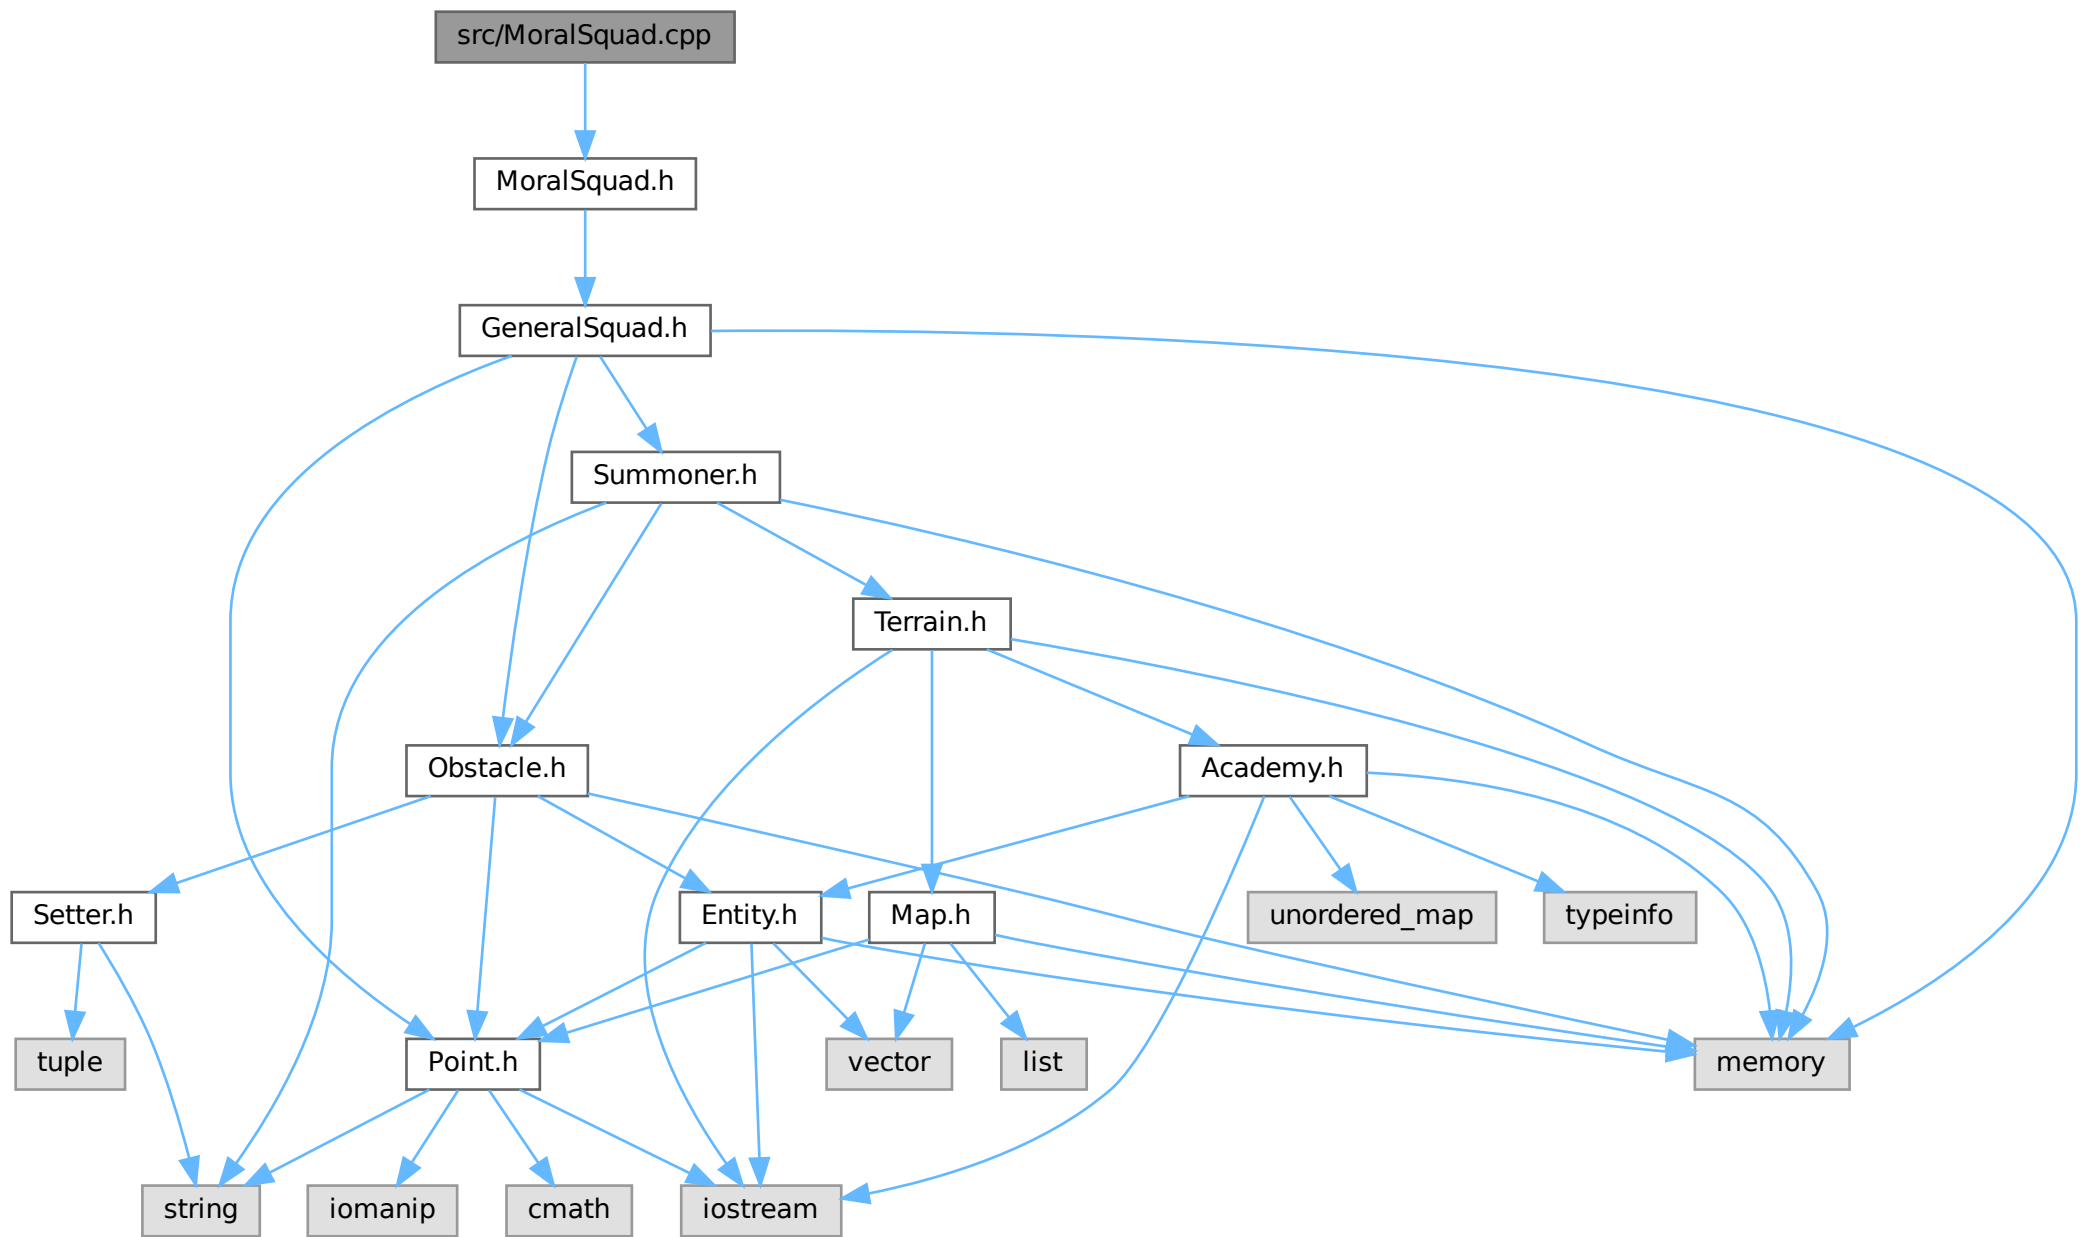 src/MoralSquad.cpp
MoralSquad.h
GeneralSquad.h
Summoner.h
Terrain.h
Obstacle.h
Academy.h
Setter.h
Entity.h
Map.h
unordered_map
typeinfo
tuple
Point.h
vector
list
memory
string
iomanip
cmath
iostream